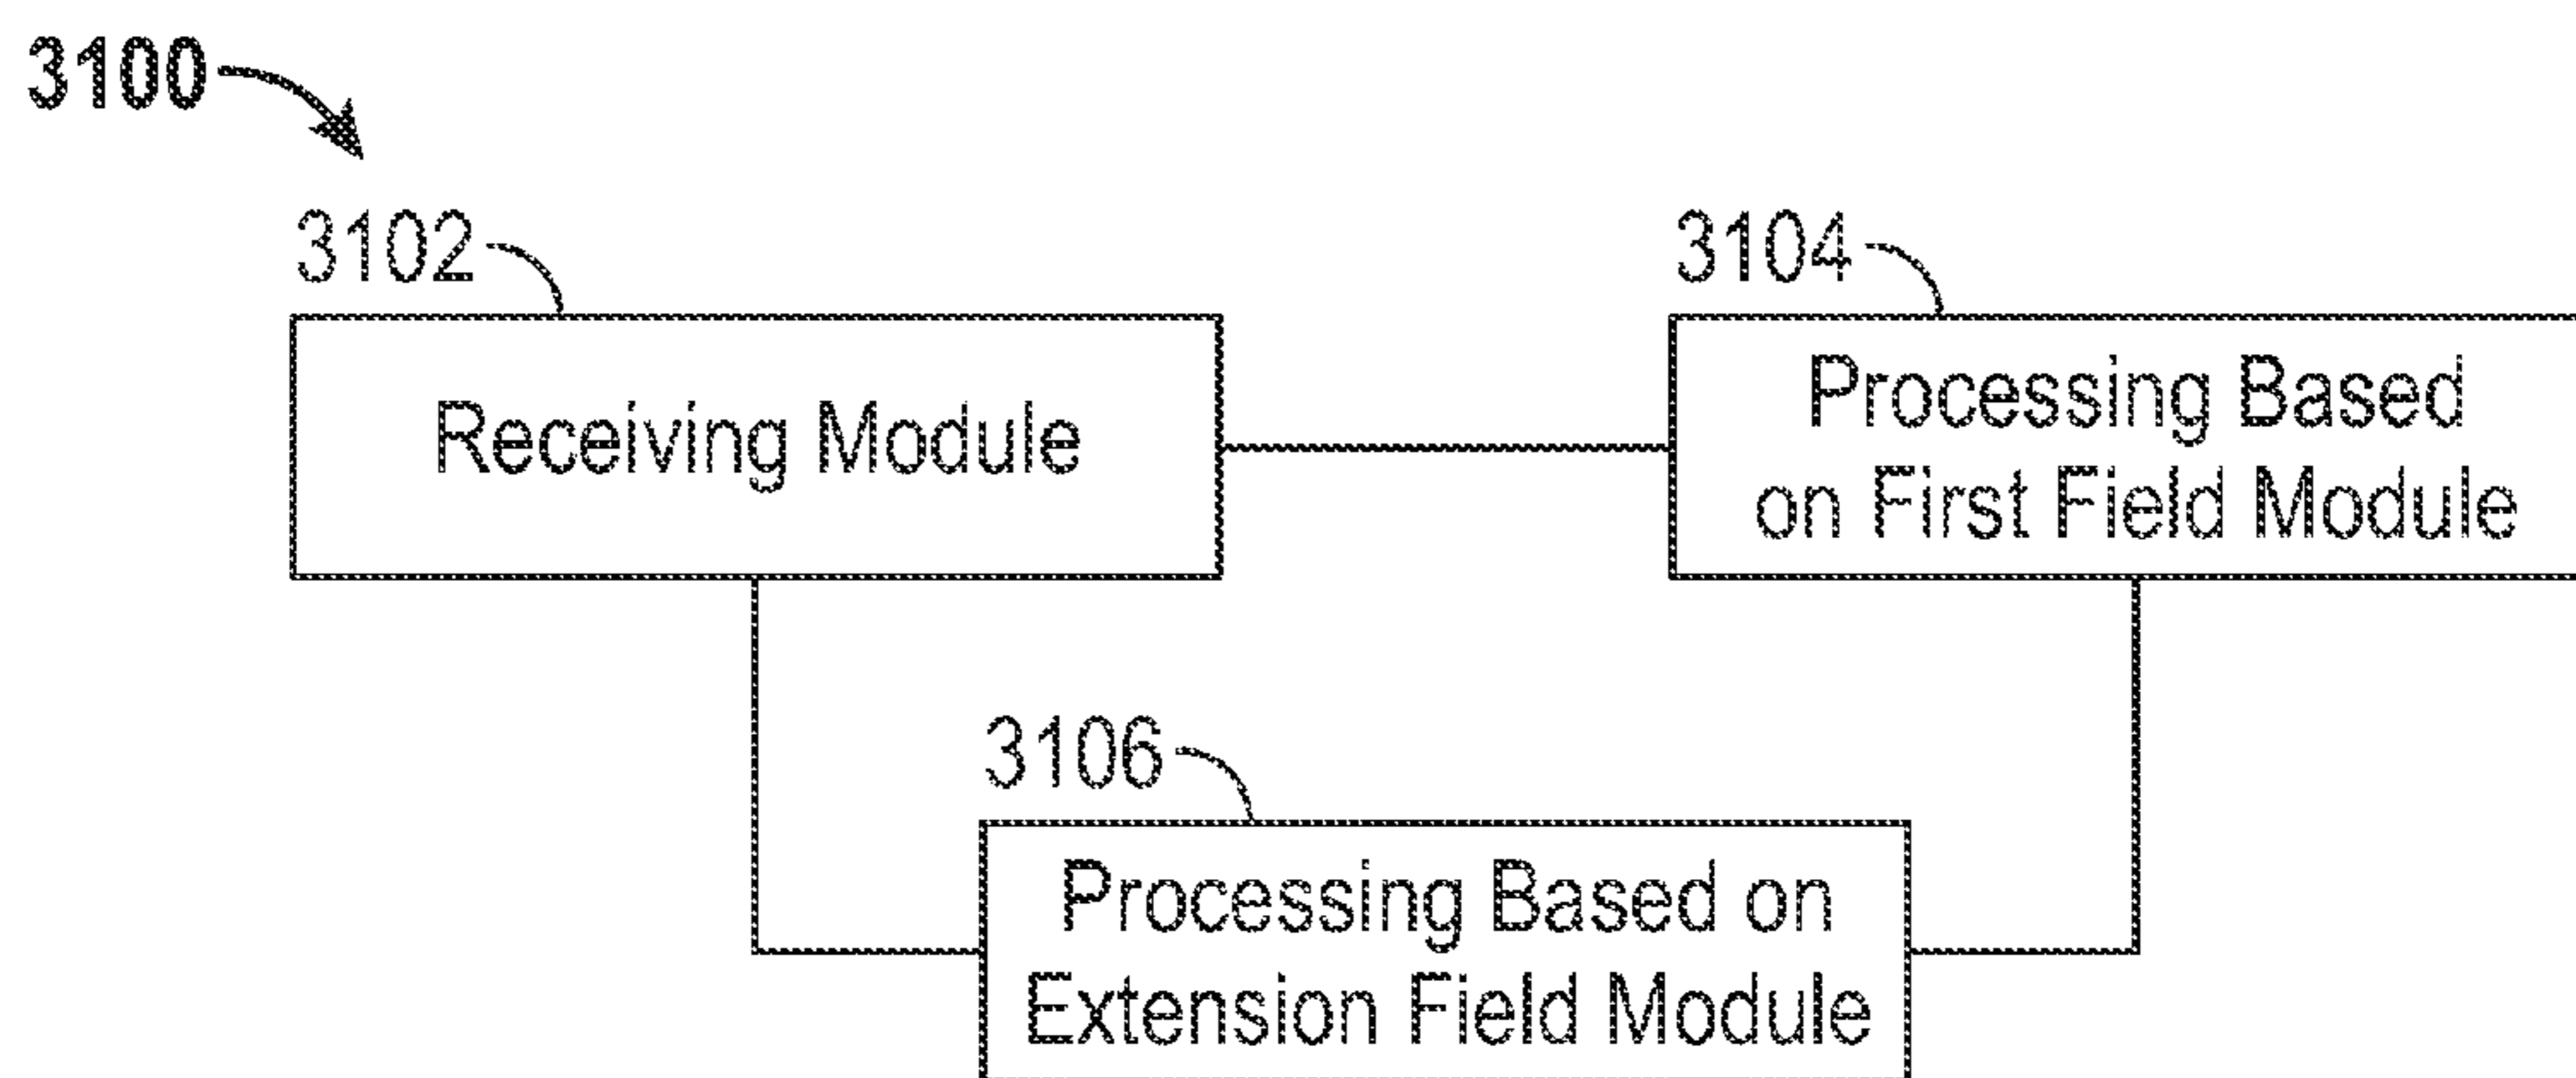 3100
3102
3104
Receiving Module
Processing Based
on First Field Module
3106
Processing Based on
Extension Field Module